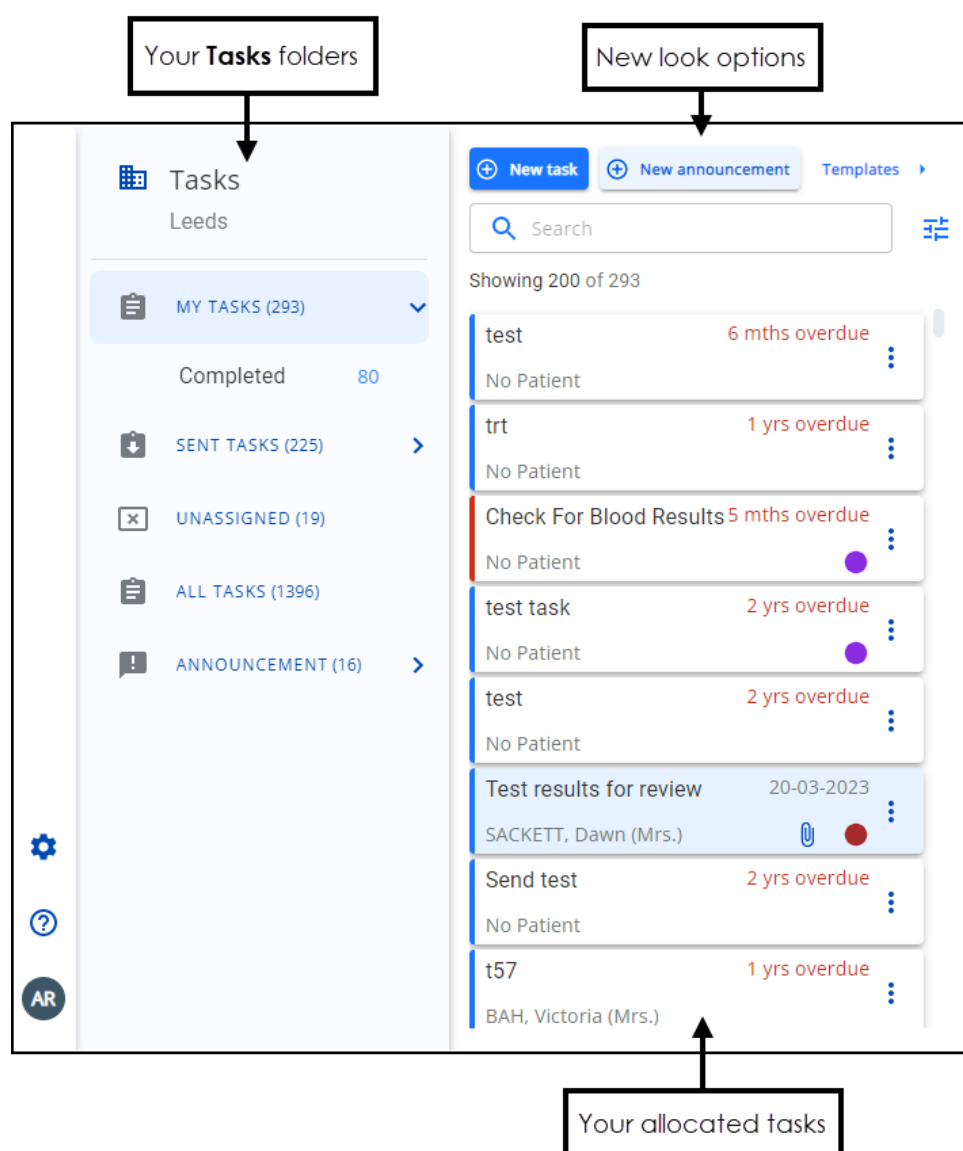 Your Tasks folders
New look options
Tasks
Leeds
MY TASKS (293)
Completed 80
SENT TASKS (225)
UNASSIGNED (19)
ALL TASKS (1396)
ANNOUNCEMENT (16)
AR
New task New announcement Templates
Search
Showing 200 of 293
test 6 mths overdue
No Patient
trt 1 yrs overdue
No Patient
Check For Blood Results 5 mths overdue
No Patient
test task 2 yrs overdue
No Patient
test 2 yrs overdue
No Patient
Test results for review 20-03-2023
SACKETT, Dawn (Mrs.)
Send test 2 yrs overdue
No Patient
t57 1 yrs overdue
BAH, Victoria (Mrs.)
Your allocated tasks